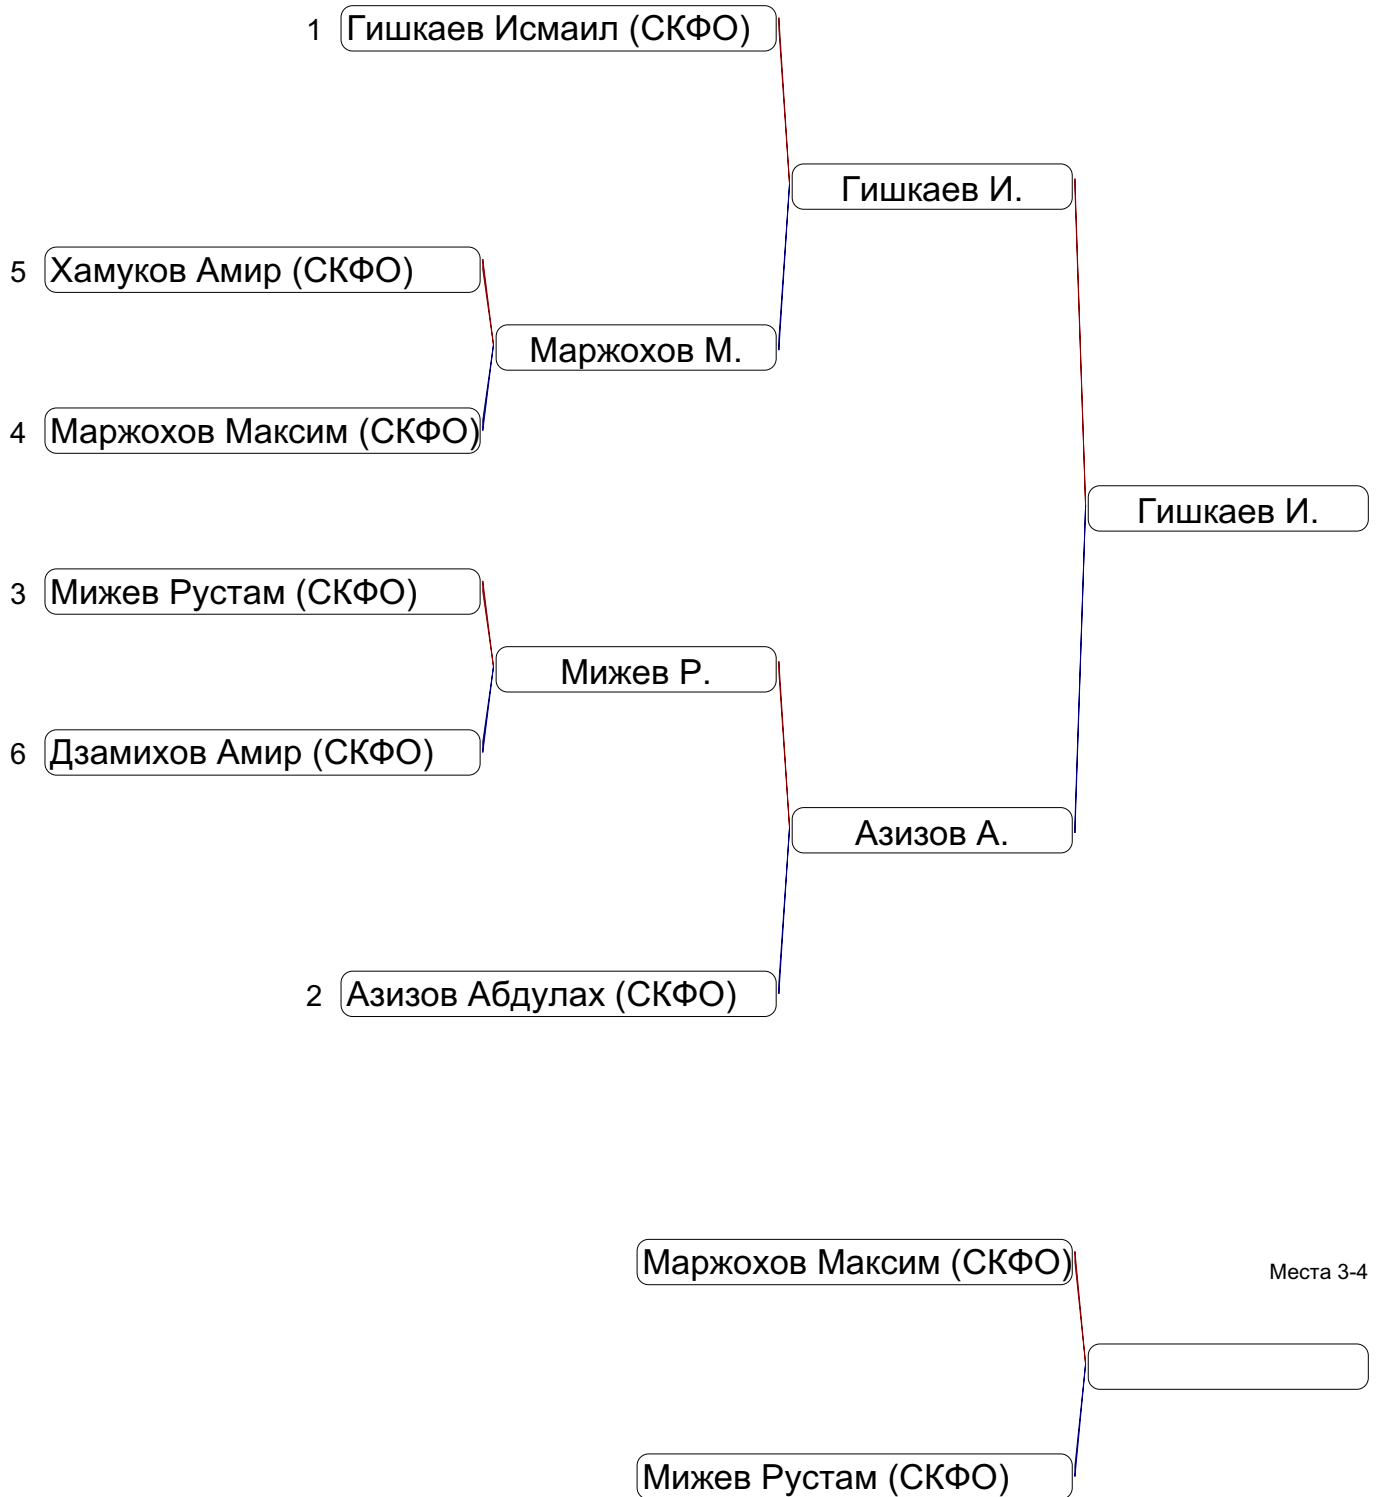 1 Гишкаев Исмаил (СКФО)
Гишкаев И.
5 Хамуков Амир (СКФО)
Маржохов М.
4 Маржохов Максим (СКФО)
Гишкаев И.
3 Мижев Рустам (СКФО)
Мижев Р.
6 Дзамихов Амир (СКФО)
Азизов А.
2 Азизов Абдулах (СКФО)
Маржохов Максим (СКФО)
Места 3-4
Мижев Рустам (СКФО)